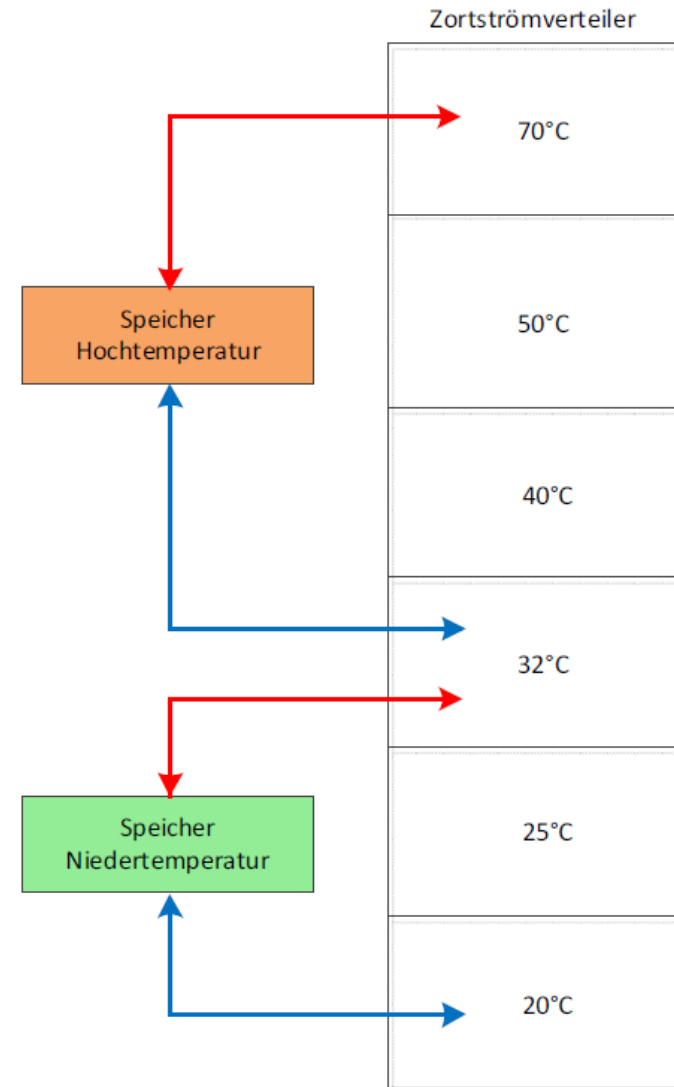 Zortströmverteiler
70°C
Speicher
Hochtemperatur
50°C
40°C
32°C
Speicher
Niedertemperatur
25°C
20°C